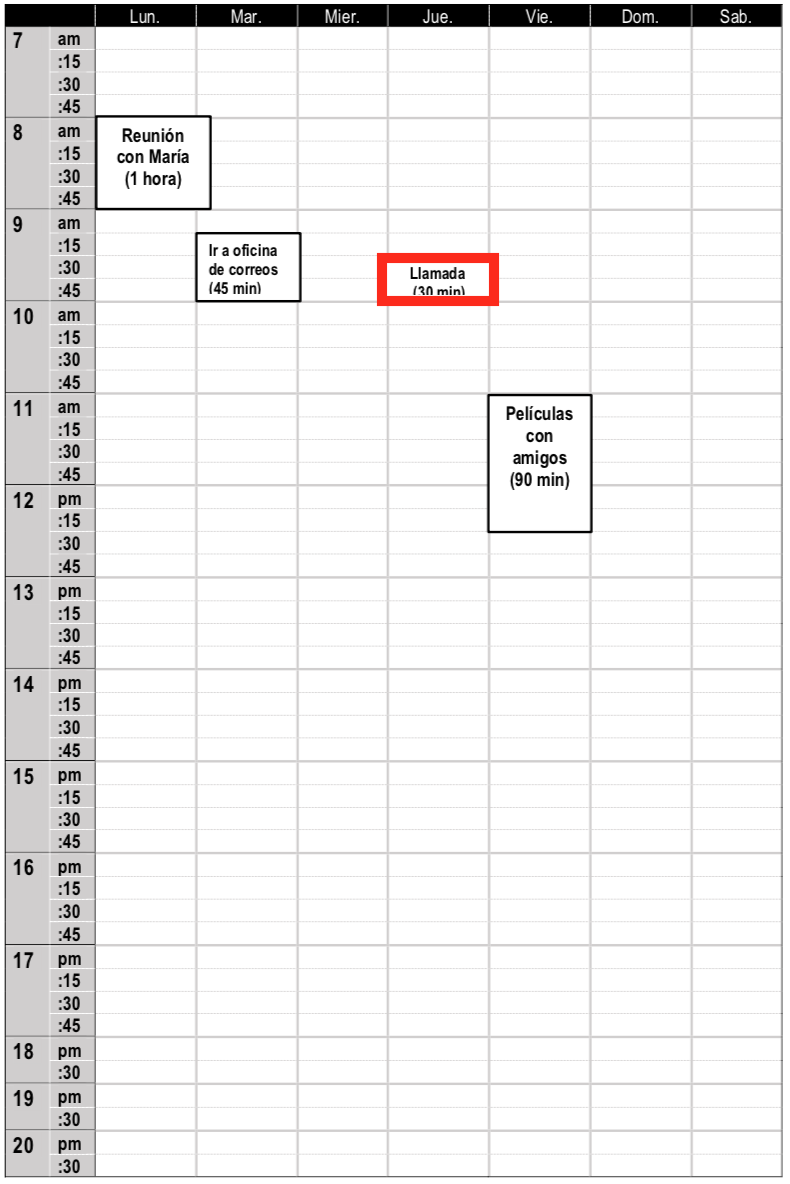 Lun. Mar. Mier. Jue. Vie. Dom. Sab.
7 am
:15
:30
:45
8 am
:15
:30
:45
Reunión
con María
(1 hora)
9 am
:15
:30
:45
Ir a oficina
de correos
(45 min)
Llamada
(30 min)
10 am
:15
:30
:45
11 am
:15
:30
:45
Películas
con
amigos
(90 min)
12 pm
:15
:30
:45
13 pm
:15
:30
:45
14 pm
:15
:30
:45
15 pm
:15
:30
:45
16 pm
:15
:30
:45
17 pm
:15
:30
:45
18 pm
:30
19 pm
:30
20 pm
:30